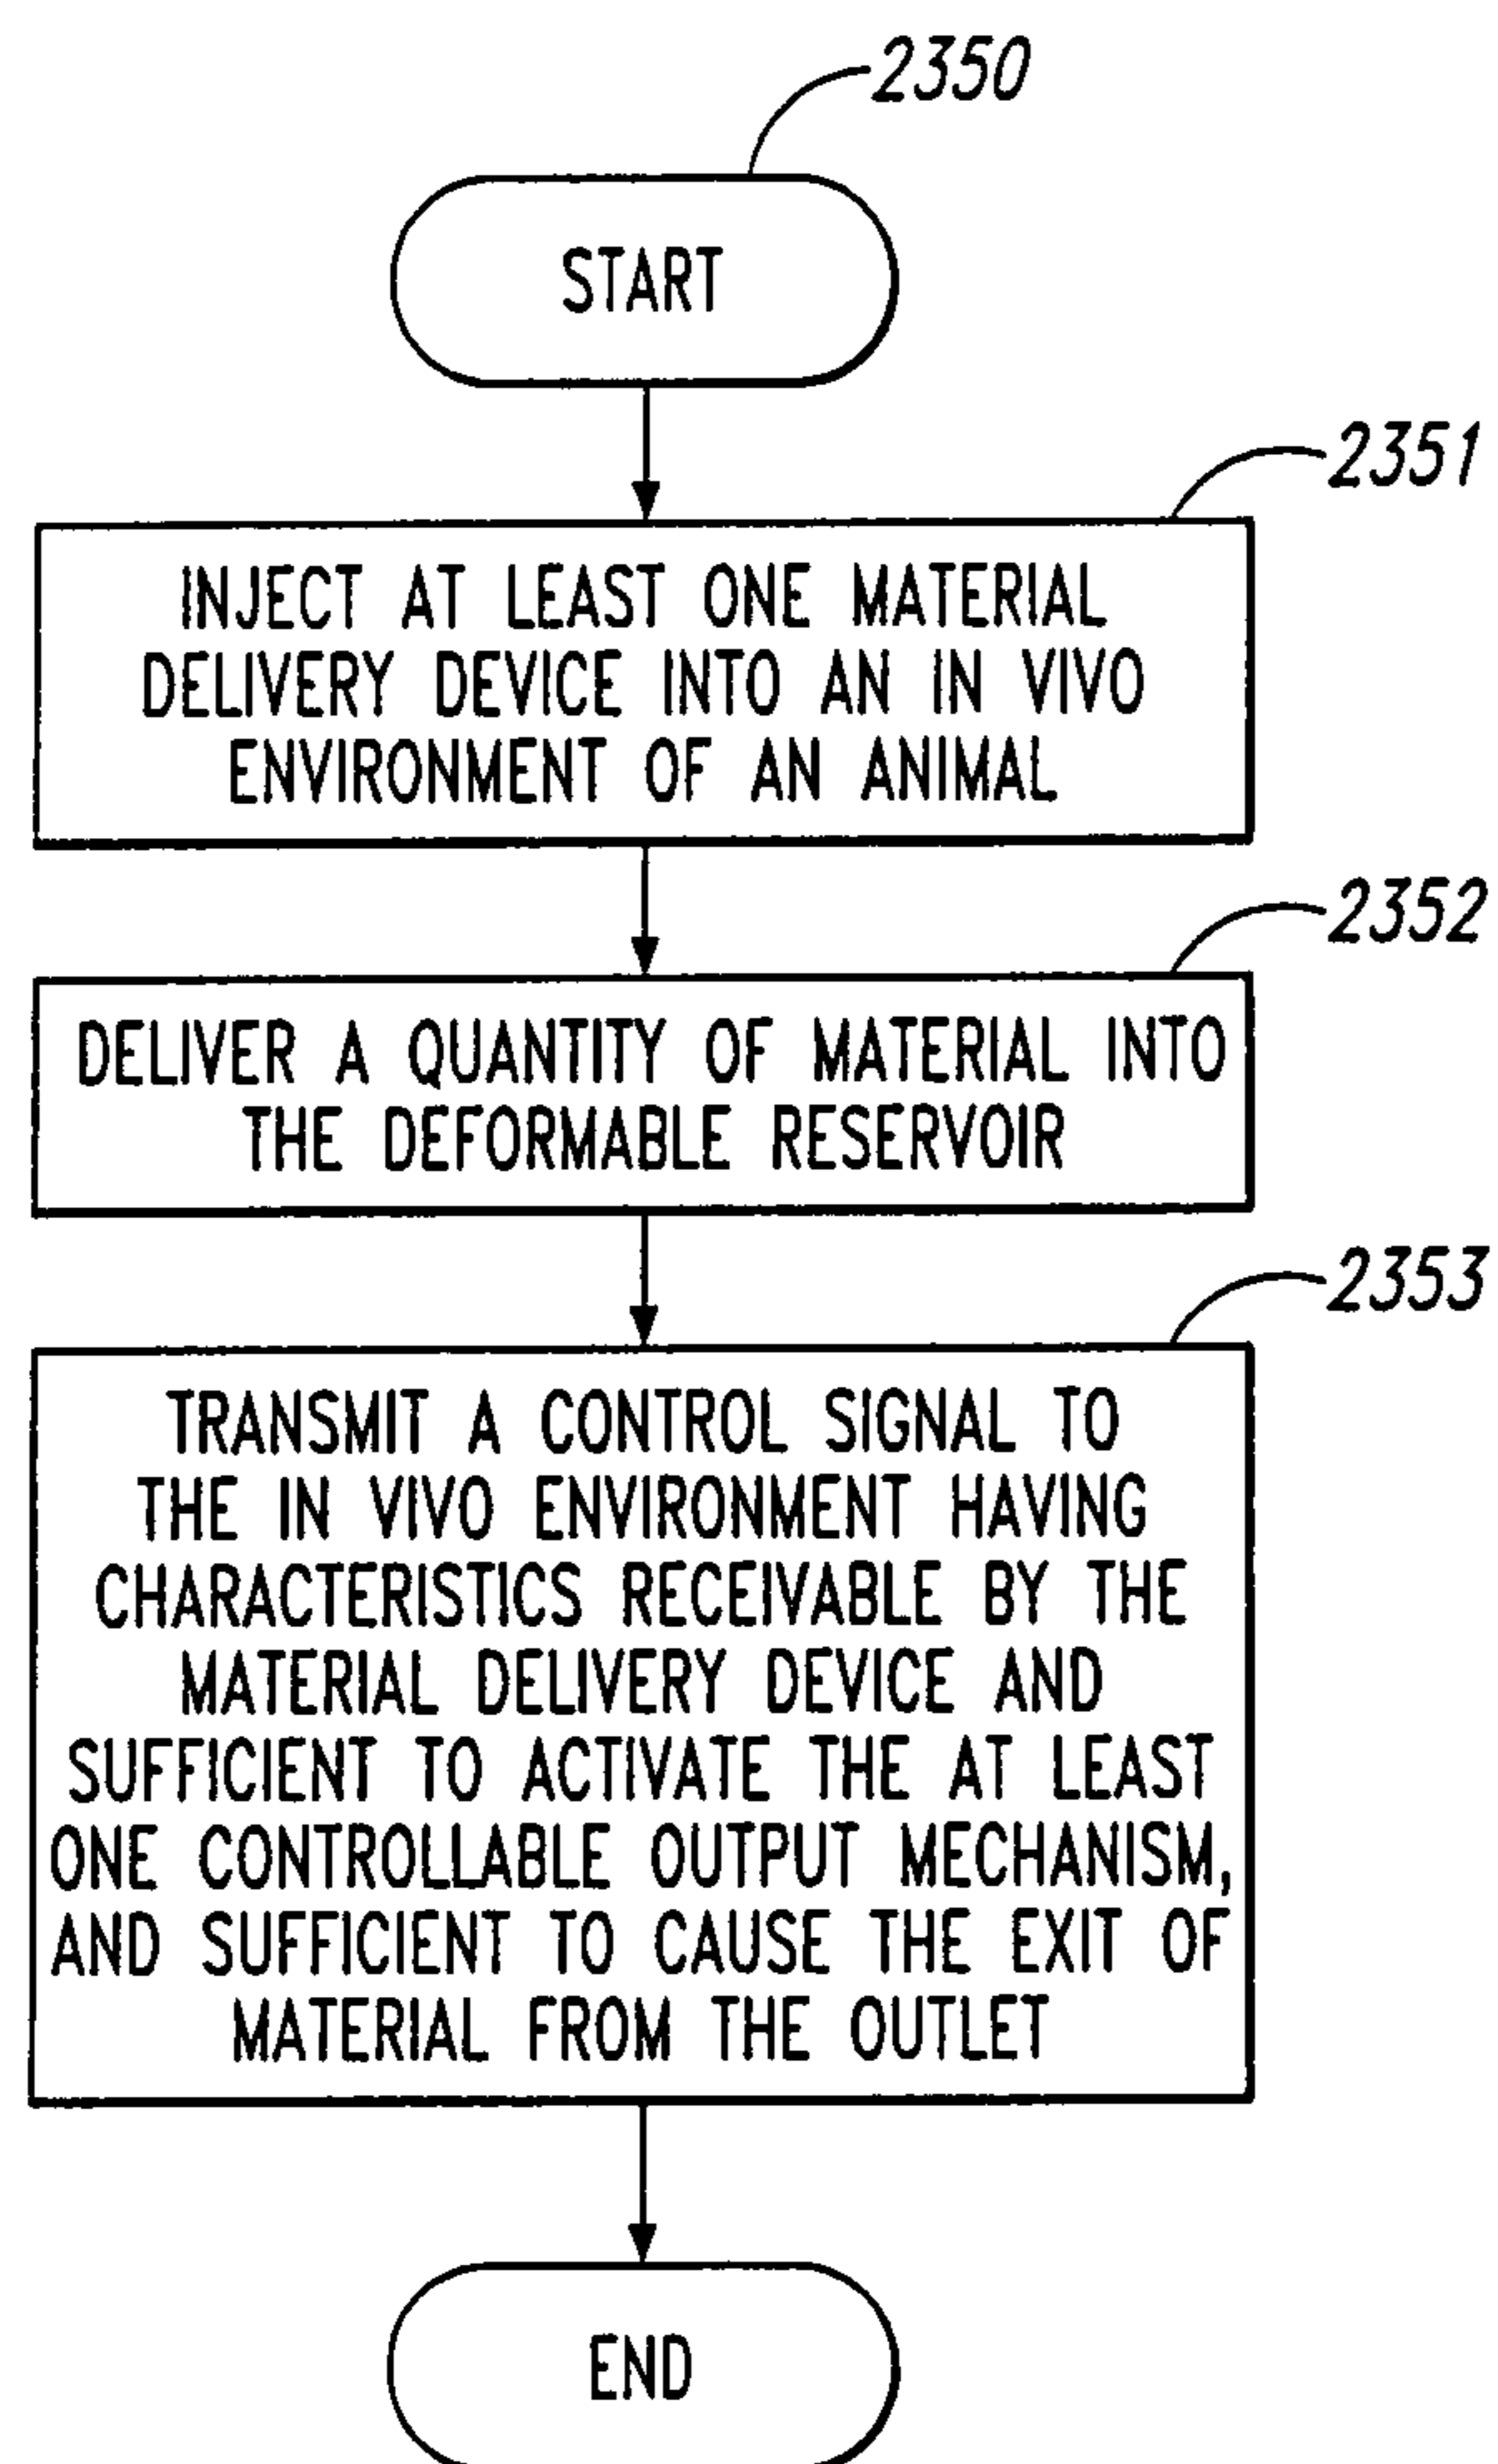 2350
START
2351
INJECT AT LEAST ONE MATERIAL
DELIVERY DEVICE INTO AN IN VIVO
ENVIRONMENT OF AN ANIMAL
2352
DELIVER A QUANTITY OF MATERIAL INTO
THE DEFORMABLE RESERVOIR
2353
TRANSMIT A CONTROL SIGNAL TO
THE IN VIVO ENVIRONMENT HAVING
CHARACTERISTICS RECEIVABLE BY THE
MATERIAL DELIVERY DEVICE AND
SUFFICIENT TO ACTIVATE THE AT LEAST
ONE CONTROLLABLE OUTPUT MECHANISM,
AND SUFFICIENT TO CAUSE THE EXIT OF
MATERIAL FROM THE OUTLET
END